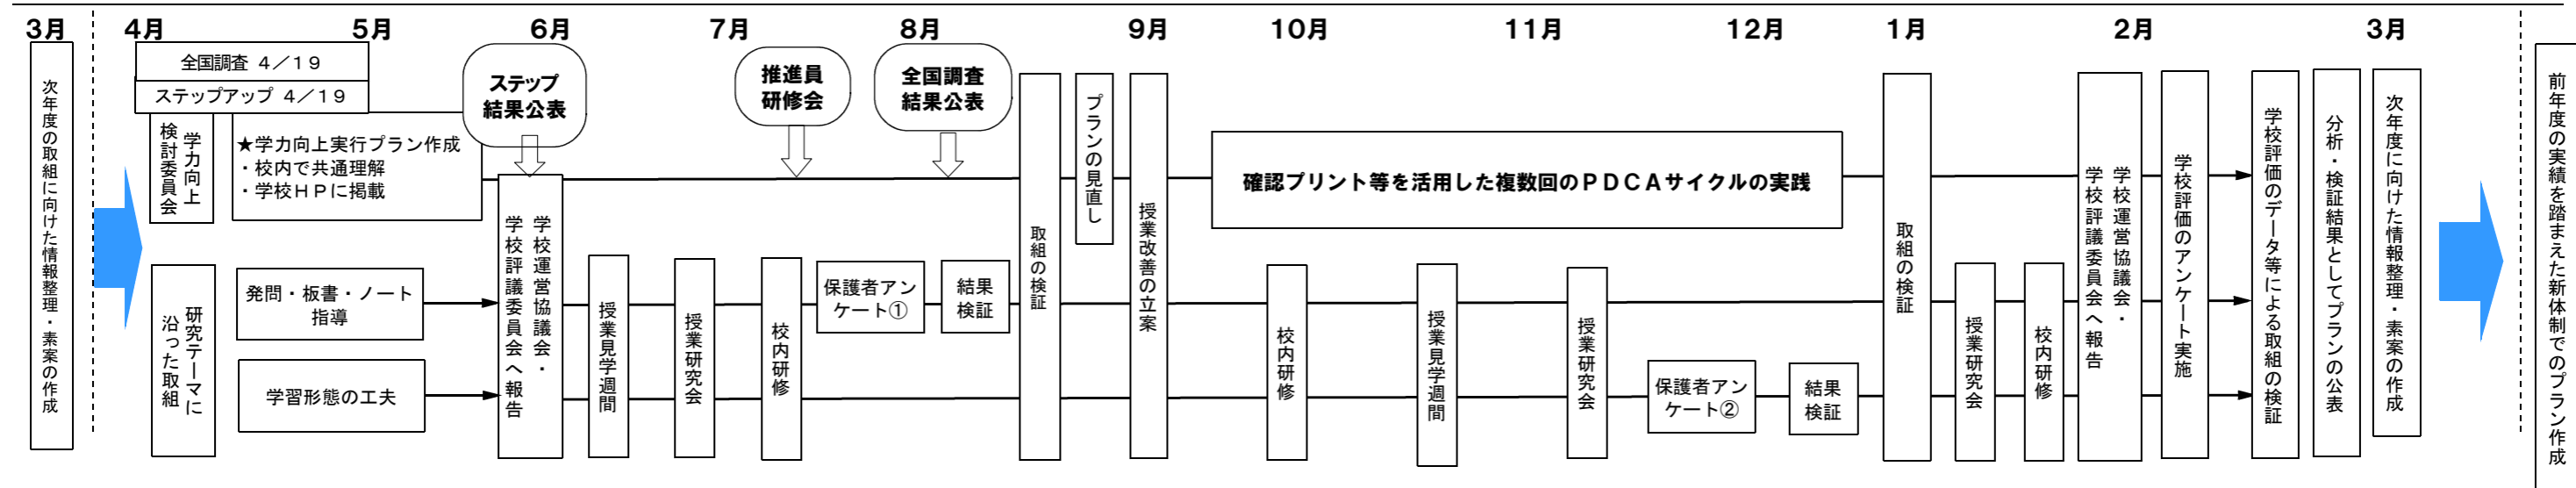 3月
4月
5月
6月
7月
8月
9月
10月
11月
12月
1月
2月
3月
次年度の取組に向けた情報整理・素案の作成
全国調査 4／19
ステップアップ 4／19
学力向上
検討委員会
★学力向上実行プラン作成
・校内で共通理解
・学校HPに掲載
研究テーマに
沿った取組
発問・板書・ノート
指導
学習形態の工夫
ステップ
結果公表
学校運営協議会・
学校評議委員会へ報告
授業見学週間
授業研究会
推進員
研修会
校内研修
保護者アン
ケート①
全国調査
結果公表
結果
検証
取組の検証
プランの見直し
授業改善の立案
確認プリント等を活用した複数回のPDCAサイクルの実践
校内研修
授業見学週間
授業研究会
保護者アン
ケート②
結果
検証
取組の検証
授業研究会
校内研修
学校運営協議会・
学校評議委員会へ報告
学校評価のアンケート実施
学校評価のデータ等による取組の検証
分析・検証結果としてプランの公表
次年度に向けた情報整理・素案の作成
前年度の実績を踏まえた新体制でのプラン作成